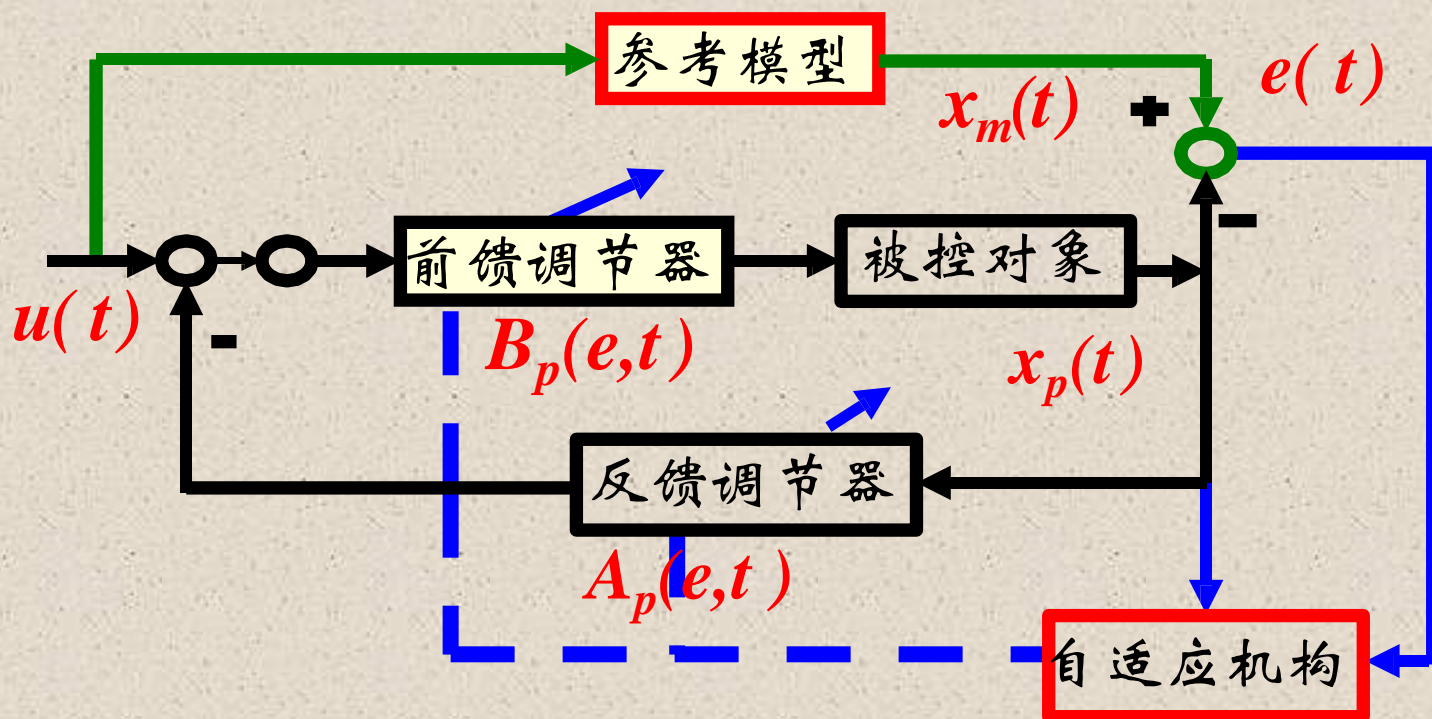 参考模型
e( t )
x_m(t)
+
前馈调节器
被控对象
-
u( t )
-
B_p(e,t )
x_p(t )
反馈调节器
A_p(e,t )
自适应机构